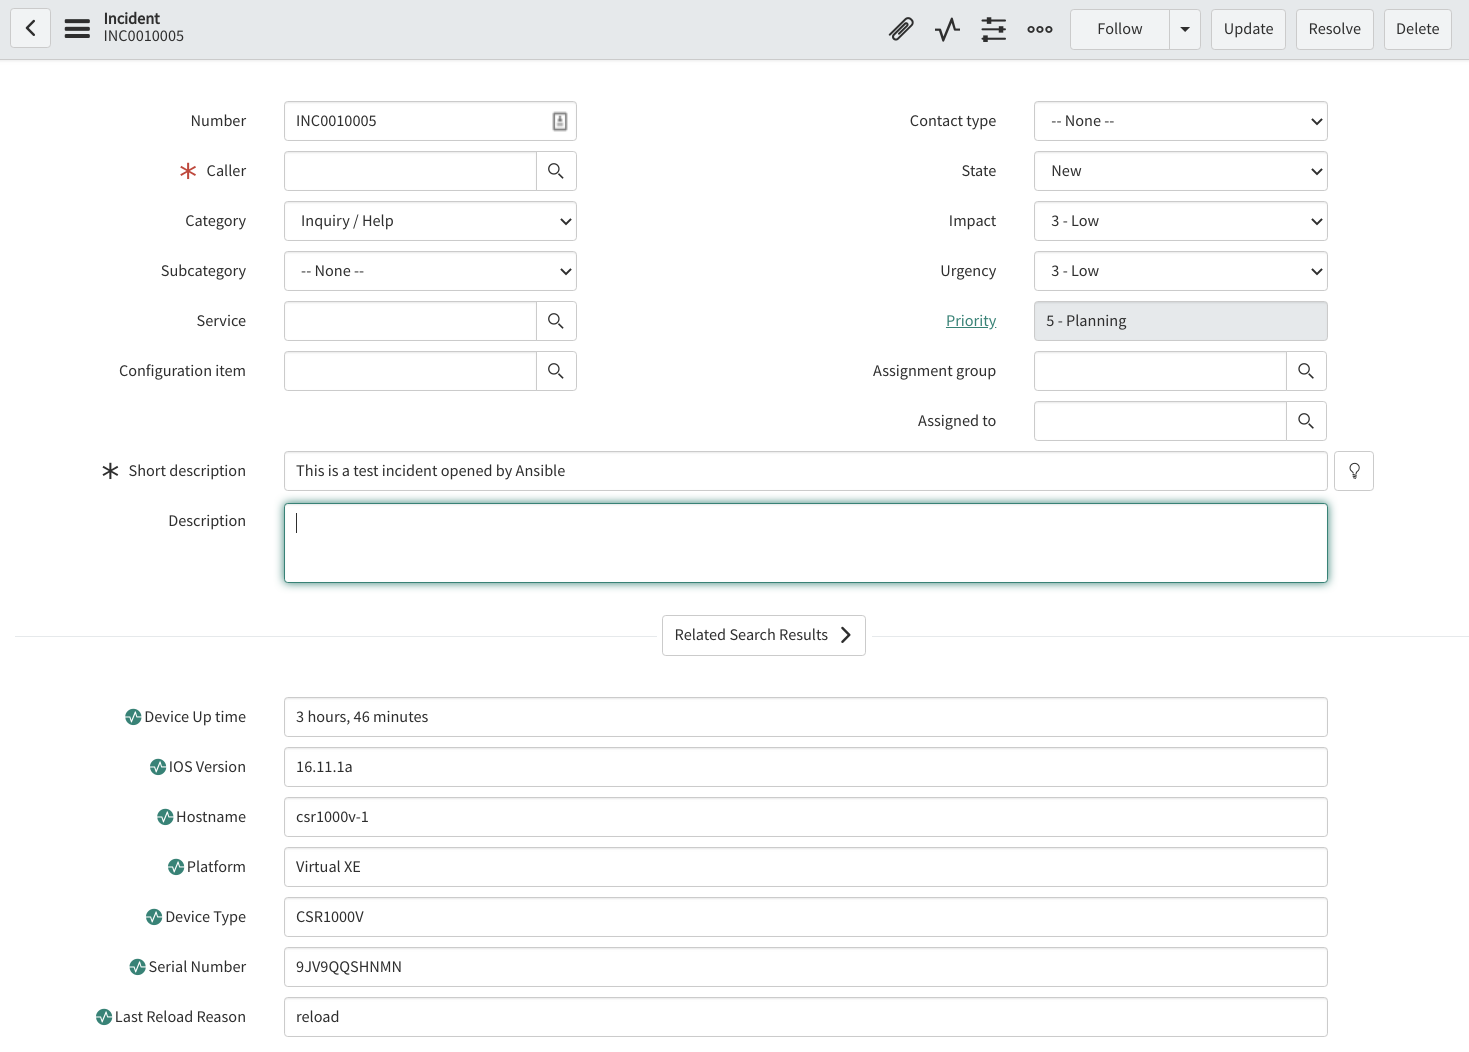 Incident
INC0010005
Follow
Update
Resolve
Delete
Number
INC0010005
Contact type
-- None --
Caller
State
New
Category
Inquiry / Help
Impact
3 - Low
Subcategory
-- None --
Urgency
3 - Low
Service
Priority
5 - Planning
Configuration item
Assignment group
Assigned to
Short description
This is a test incident opened by Ansible
Description
Related Search Results
Device Up time
3 hours, 46 minutes
IOS Version
16.11.1a
Hostname
csr1000v-1
Platform
Virtual XE
Device Type
CSR1000V
Serial Number
9JV9QQSHNMN
Last Reload Reason
reload